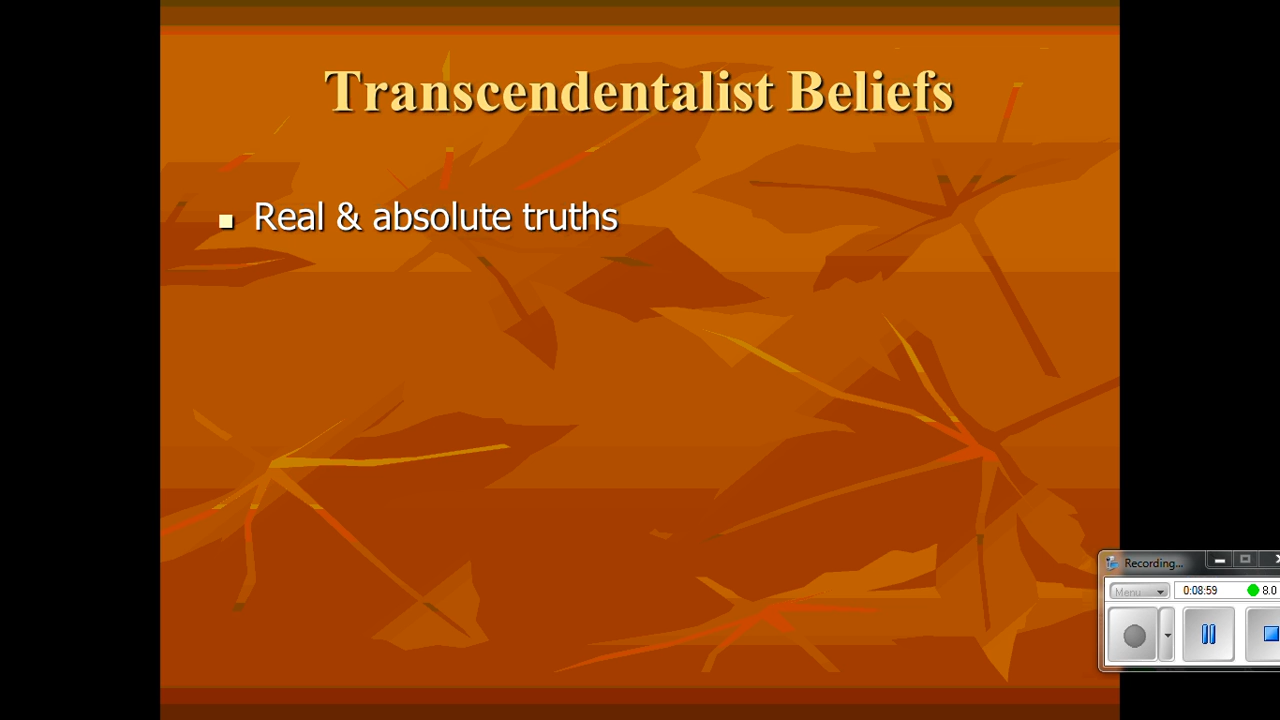 Transcendentalist Beliefs
Real & absolute truths
Recording...
Menu
0:08:59
8.0